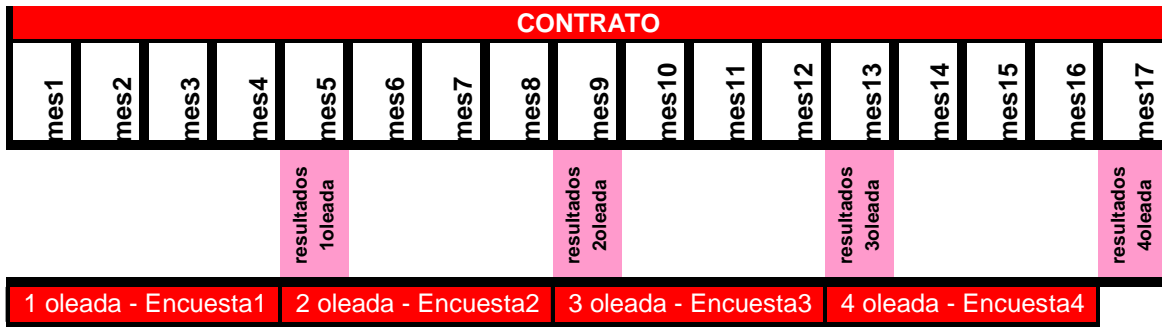 CONTRATO
mes1
mes2
mes3
mes4
mes5
mes6
mes7
mes8
mes9
mes10
mes11
mes12
mes13
mes14
mes15
mes16
mes17
resultados
1oleada
resultados
2oleada
resultados
3oleada
resultados
4oleada
1 oleada - Encuesta1
2 oleada - Encuesta2
3 oleada - Encuesta3
4 oleada - Encuesta4